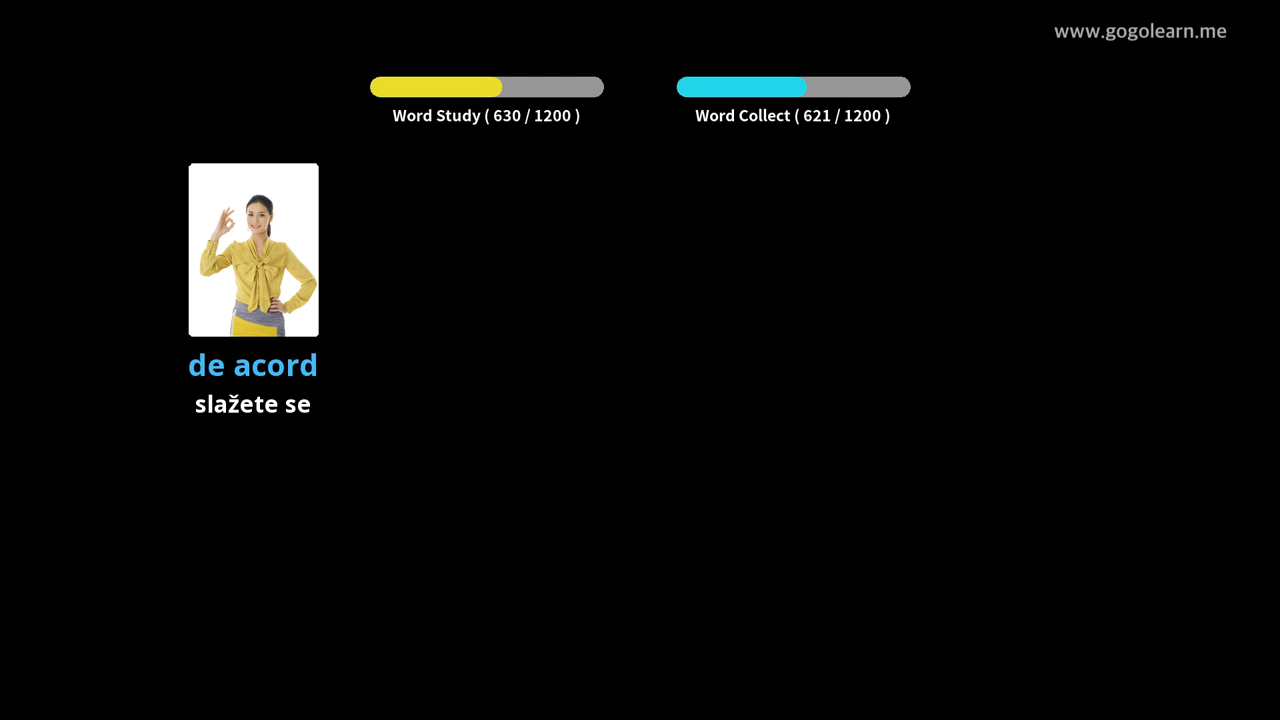 www.gogolearn.me
Word Study ( 630 / 1200 )
Word Collect ( 621 / 1200 )
de acord
slažete se